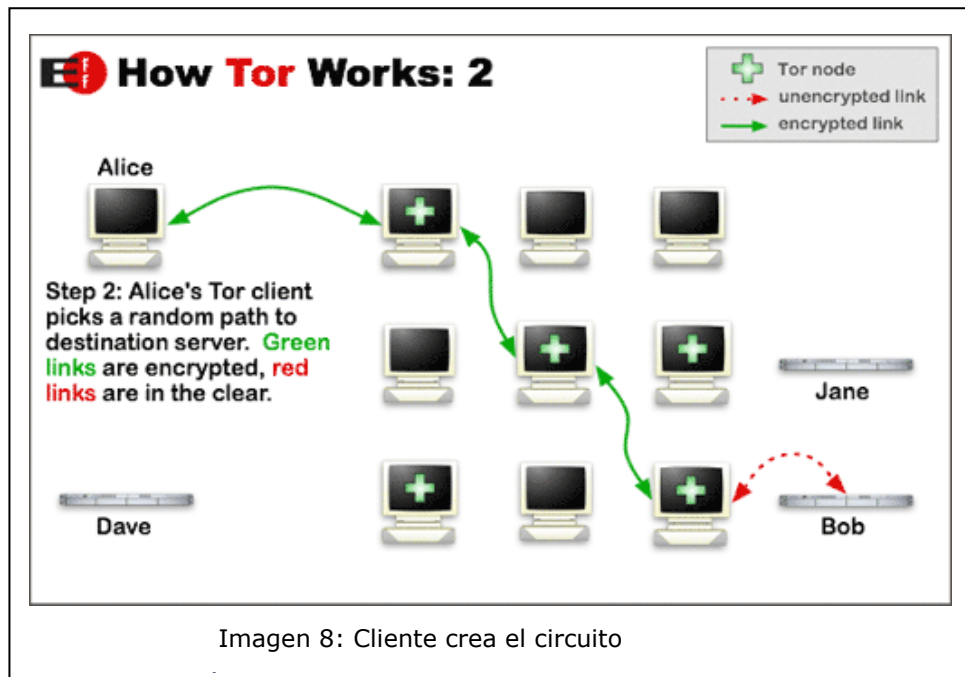 EFF How Tor Works: 2
Tor node
unencrypted link
encrypted link
Alice
Step 2: Alice's Tor client
picks a random path to
destination server. Green
links are encrypted, red
links are in the clear.
Jane
Dave
Bob
Imagen 8: Cliente crea el circuito